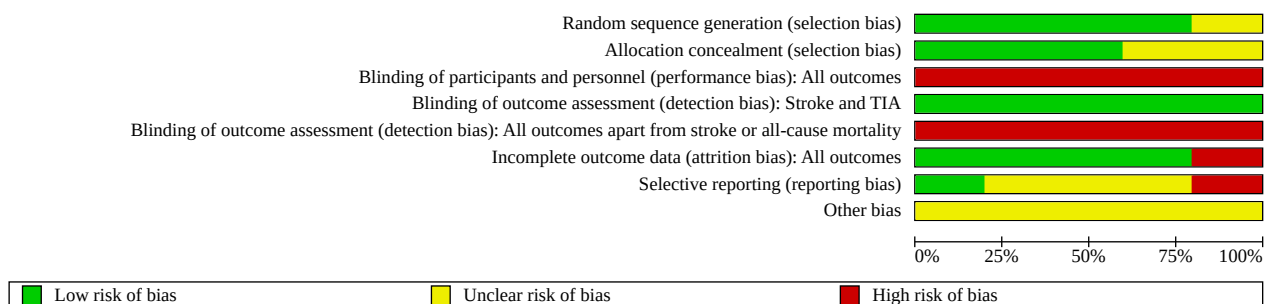 Random sequence generation (selection bias)
Allocation concealment (selection bias)
Blinding of participants and personnel (performance bias): All outcomes
Blinding of outcome assessment (detection bias): Stroke and TIA
Blinding of outcome assessment (detection bias): All outcomes apart from stroke or all-cause mortality
Incomplete outcome data (attrition bias): All outcomes
Selective reporting (reporting bias)
Other bias
0% 25% 50% 75% 100%
Low risk of bias Unclear risk of bias High risk of bias